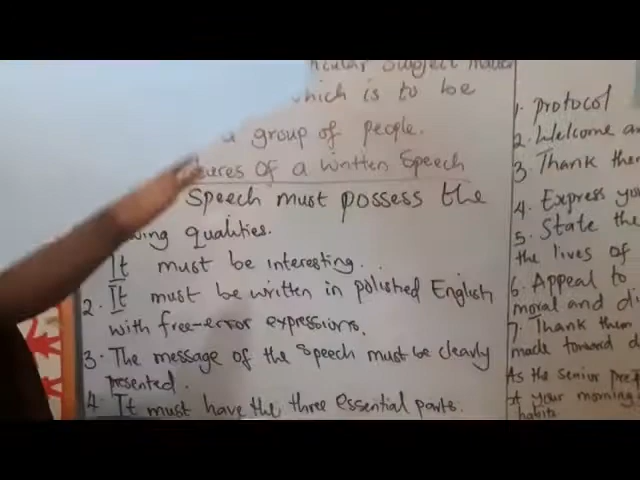 subject matter
which is to be
a group of people.
of a written Speech
Speech must possess the
qualities.
It must be interesting.
2. It must be written in polished English
with free-error expressions.
3. The message of the speech must be clearly
presented.
4. It must have the three essential parts.
1. protocol
2. Welcome
3. Thank
4. Express
5. State the
the lives of
6. Appeal to
moral and
7. Thank them
made toward
As the senior
at your morning
habits